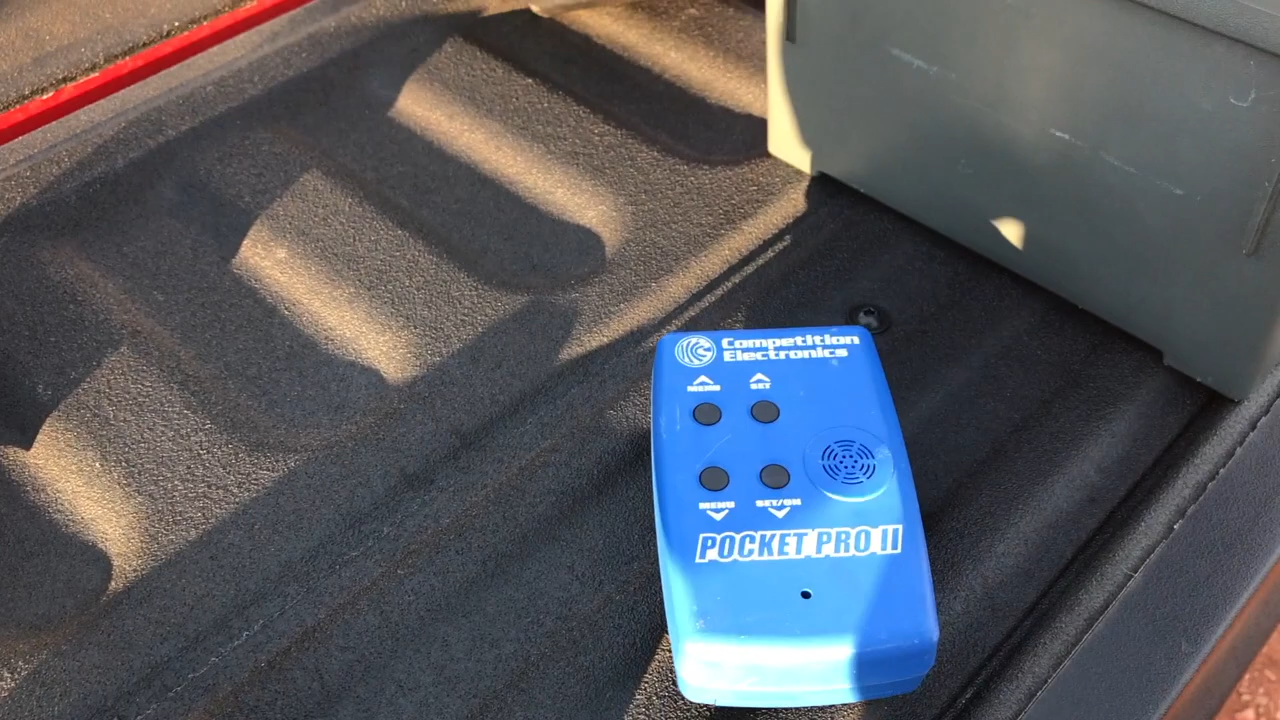 Competition
Electronics
MENU SET
MENU SET/ON
POCKET PRO II